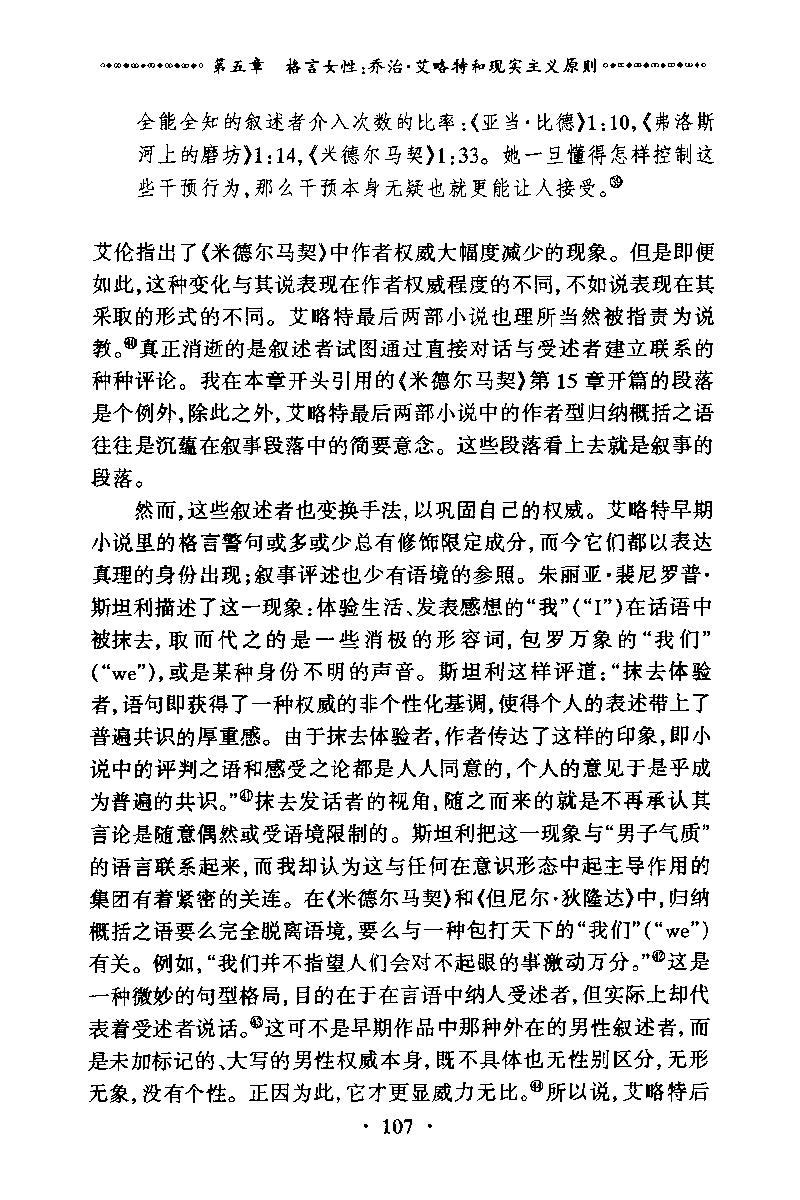 第五章　格言女性:乔治·艾略特和现实主义原则
全能全知的叙述者介入次数的比率:《亚当·比德》1:10,《弗洛斯
河上的磨坊》1:14,《米德尔马契》1:33。她一旦懂得怎样控制这
些干预行为,那么干预本身无疑也就更能让人接受。㊴
艾伦指出了《米德尔马契》中作者权威大幅度减少的现象。但是即便
如此,这种变化与其说表现在作者权威程度的不同,不如说表现在其
采取的形式的不同。艾略特最后两部小说也理所当然被指责为说
教。㊵真正消逝的是叙述者试图通过直接对话与受述者建立联系的
种种评论。我在本章开头引用的《米德尔马契》第 15 章开篇的段落
是个例外,除此之外,艾略特最后两部小说中的作者型归纳概括之语
往往是沉蕴在叙事段落中的简要意念。这些段落看上去就是叙事的
段落。
然而,这些叙述者也变换手法,以巩固自己的权威。艾略特早期
小说里的格言警句或多或少总有修饰限定成分,而今它们都以表达
真理的身份出现;叙事评述也少有语境的参照。朱丽亚·裴尼罗普·
斯坦利描述了这一现象:体验生活、发表感想的“我”(“I”)在话语中
被抹去,取而代之的是一些消极的形容词,包罗万象的“我们”
(“we”),或是某种身份不明的声音。斯坦利这样评道:“抹去体验
者,语句即获得了一种权威的非个性化基调,使得个人的表述带上了
普遍共识的厚重感。由于抹去体验者,作者传达了这样的印象,即小
说中的评判之语和感受之论都是人人同意的,个人的意见于是乎成
为普遍的共识。”㊶抹去发话者的视角,随之而来的就是不再承认其
言论是随意偶然或受语境限制的。斯坦利把这一现象与“男子气质”
的语言联系起来,而我却认为这与任何在意识形态中起主导作用的
集团有着紧密的关连。在《米德尔马契》和《但尼尔·狄隆达》中,归纳
概括之语要么完全脱离语境,要么与一种包打天下的“我们”(“we”)
有关。例如,“我们并不指望人们会对不起眼的事激动万分。”㊷这是
一种微妙的句型格局,目的在于在言语中纳人受述者,但实际上却代
表着受述者说话。㊸这可不是早期作品中那种外在的男性叙述者,而
是未加标记的、大写的男性权威本身,既不具体也无性别区分,无形
无象,没有个性。正因为此,它才更显威力无比。㊹所以说,艾略特后
· 107 ·